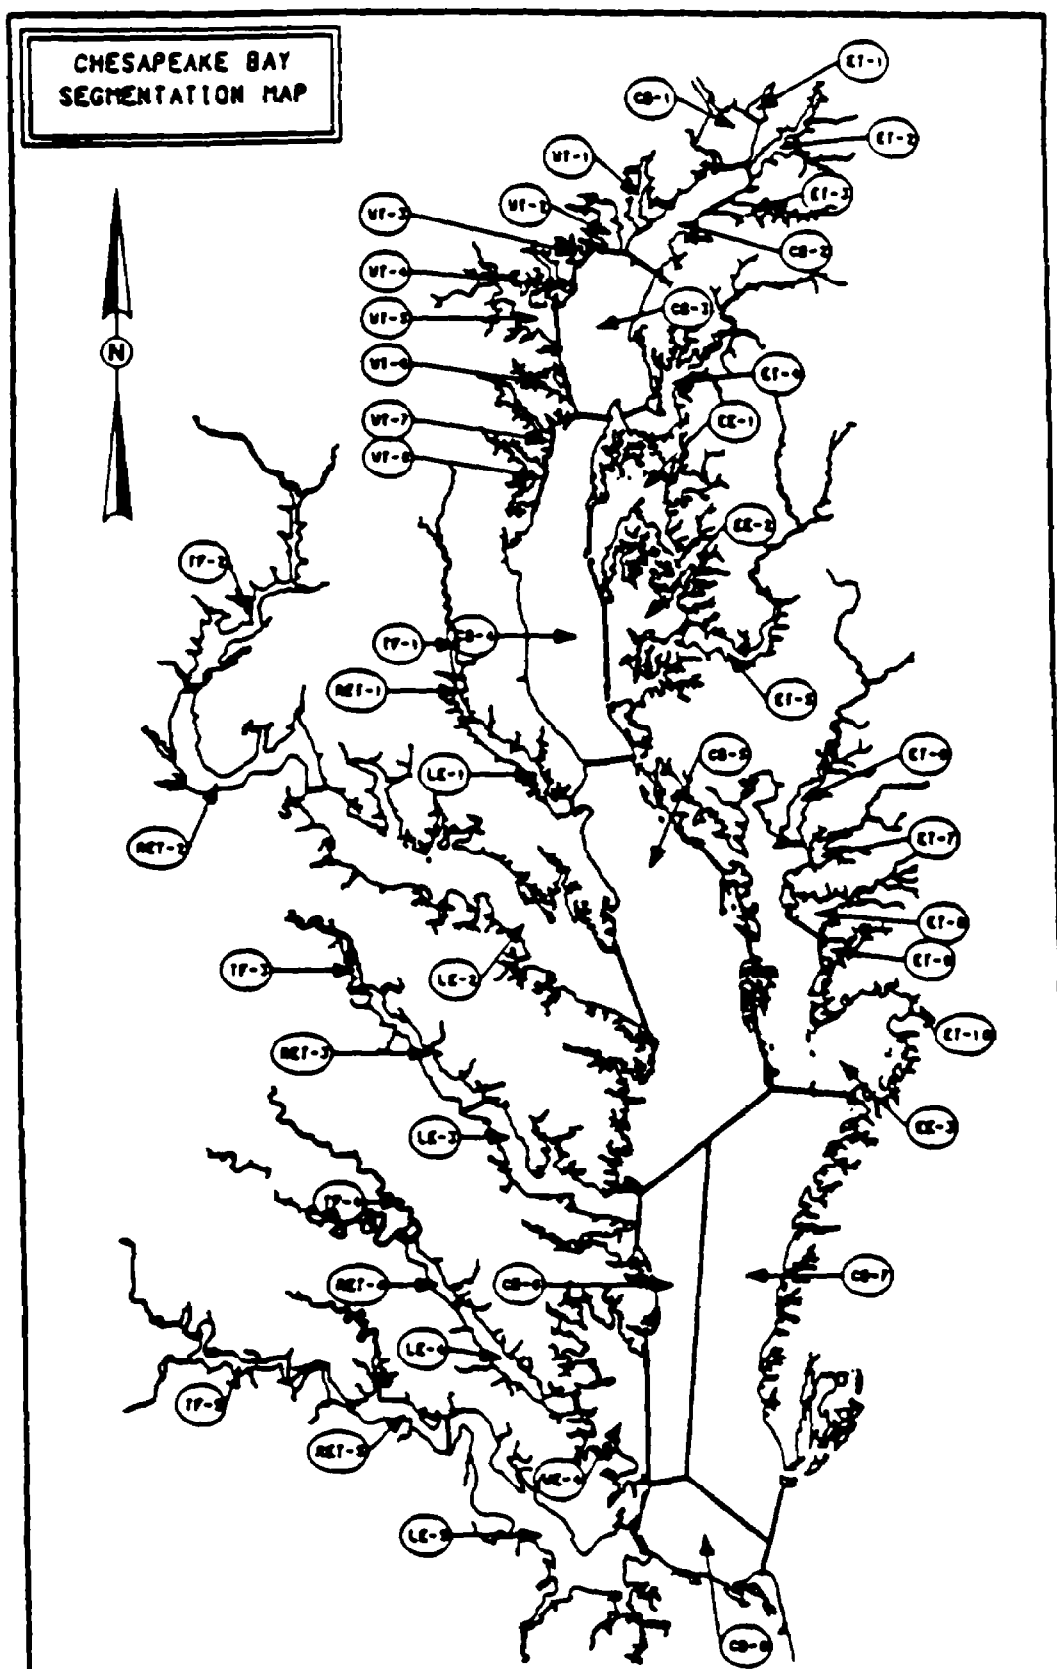 CHESAPEAKE BAY
SEGMENTATION MAP
ET-1
CB-1
ET-2
WT-1
ET-3
WT-2
WT-3
CB-2
WT-4
CB-3
WT-5
WT-6
ET-4
N
WT-7
EE-1
WT-8
EE-2
TF-2
TF-1
CB-4
RET-1
ET-5
CB-5
ET-6
LE-1
RET-2
ET-7
ET-8
ET-9
TF-3
LE-2
ET-10
RET-3
LE-3
EE-3
TF-4
RET-4
CB-6
CB-7
LE-4
TF-5
RET-5
WE-4
LE-5
CB-8